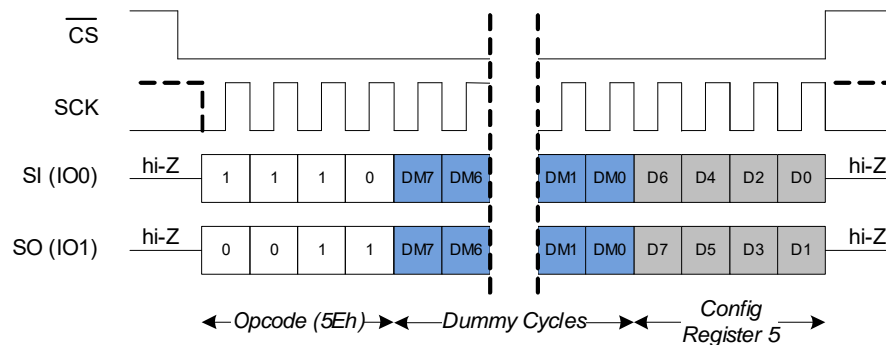 CS
SCK
SI (IO0) hi-Z 1 1 1 0 DM7 DM6 DM1 DM0 D6 D4 D2 D0 hi-Z
SO (IO1) hi-Z 0 0 1 1 DM7 DM6 DM1 DM0 D7 D5 D3 D1 hi-Z
Opcode (5Eh) Dummy Cycles Config
Register 5